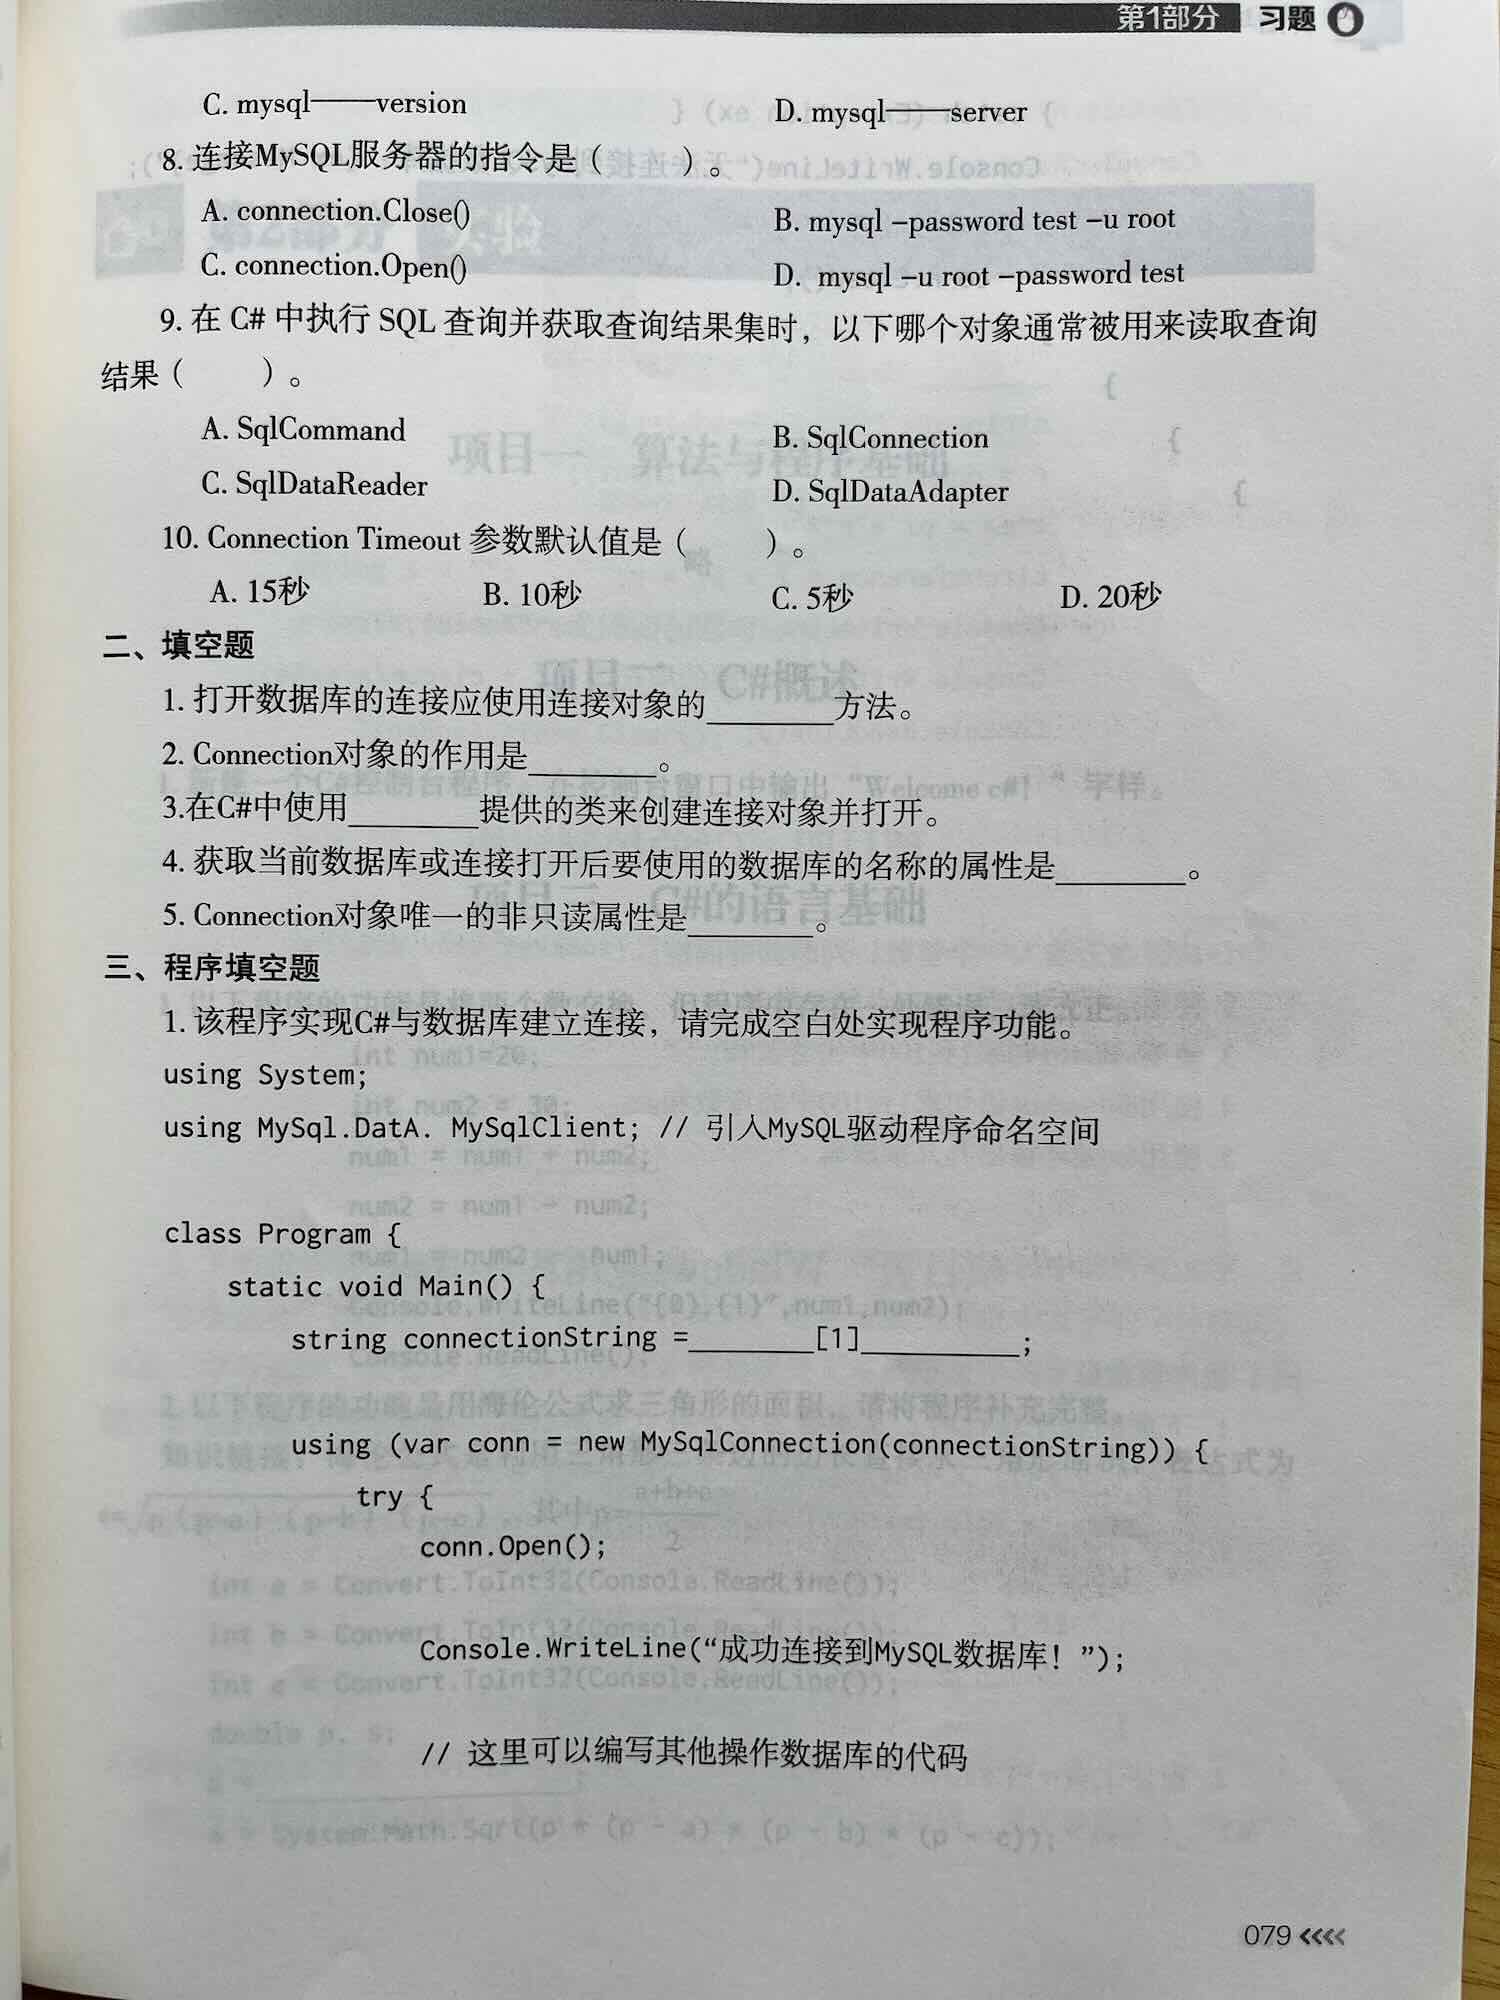 第1部分 习题
C. mysql——version
D. mysql——server
8. 连接MySQL服务器的指令是（ ）。
A. connection.Close()
B. mysql –password test –u root
C. connection.Open()
D. mysql –u root –password test
9. 在 C# 中执行 SQL 查询并获取查询结果集时，以下哪个对象通常被用来读取查询
结果（ ）。
A. SqlCommand
B. SqlConnection
C. SqlDataReader
D. SqlDataAdapter
10. Connection Timeout 参数默认值是（ ）。
A. 15秒 B. 10秒 C. 5秒 D. 20秒
二、填空题
1. 打开数据库的连接应使用连接对象的________方法。
2. Connection对象的作用是________。
3.在C#中使用________提供的类来创建连接对象并打开。
4. 获取当前数据库或连接打开后要使用的数据库的名称的属性是________。
5. Connection对象唯一的非只读属性是________。
三、程序填空题
1. 该程序实现C#与数据库建立连接，请完成空白处实现程序功能。
using System;
using MySql.DatA. MySqlClient; // 引入MySQL驱动程序命名空间
class Program {
static void Main() {
string connectionString =________[1]__________;
using (var conn = new MySqlConnection(connectionString)) {
try {
conn.Open();
Console.WriteLine(“成功连接到MySQL数据库！”);
// 这里可以编写其他操作数据库的代码
079